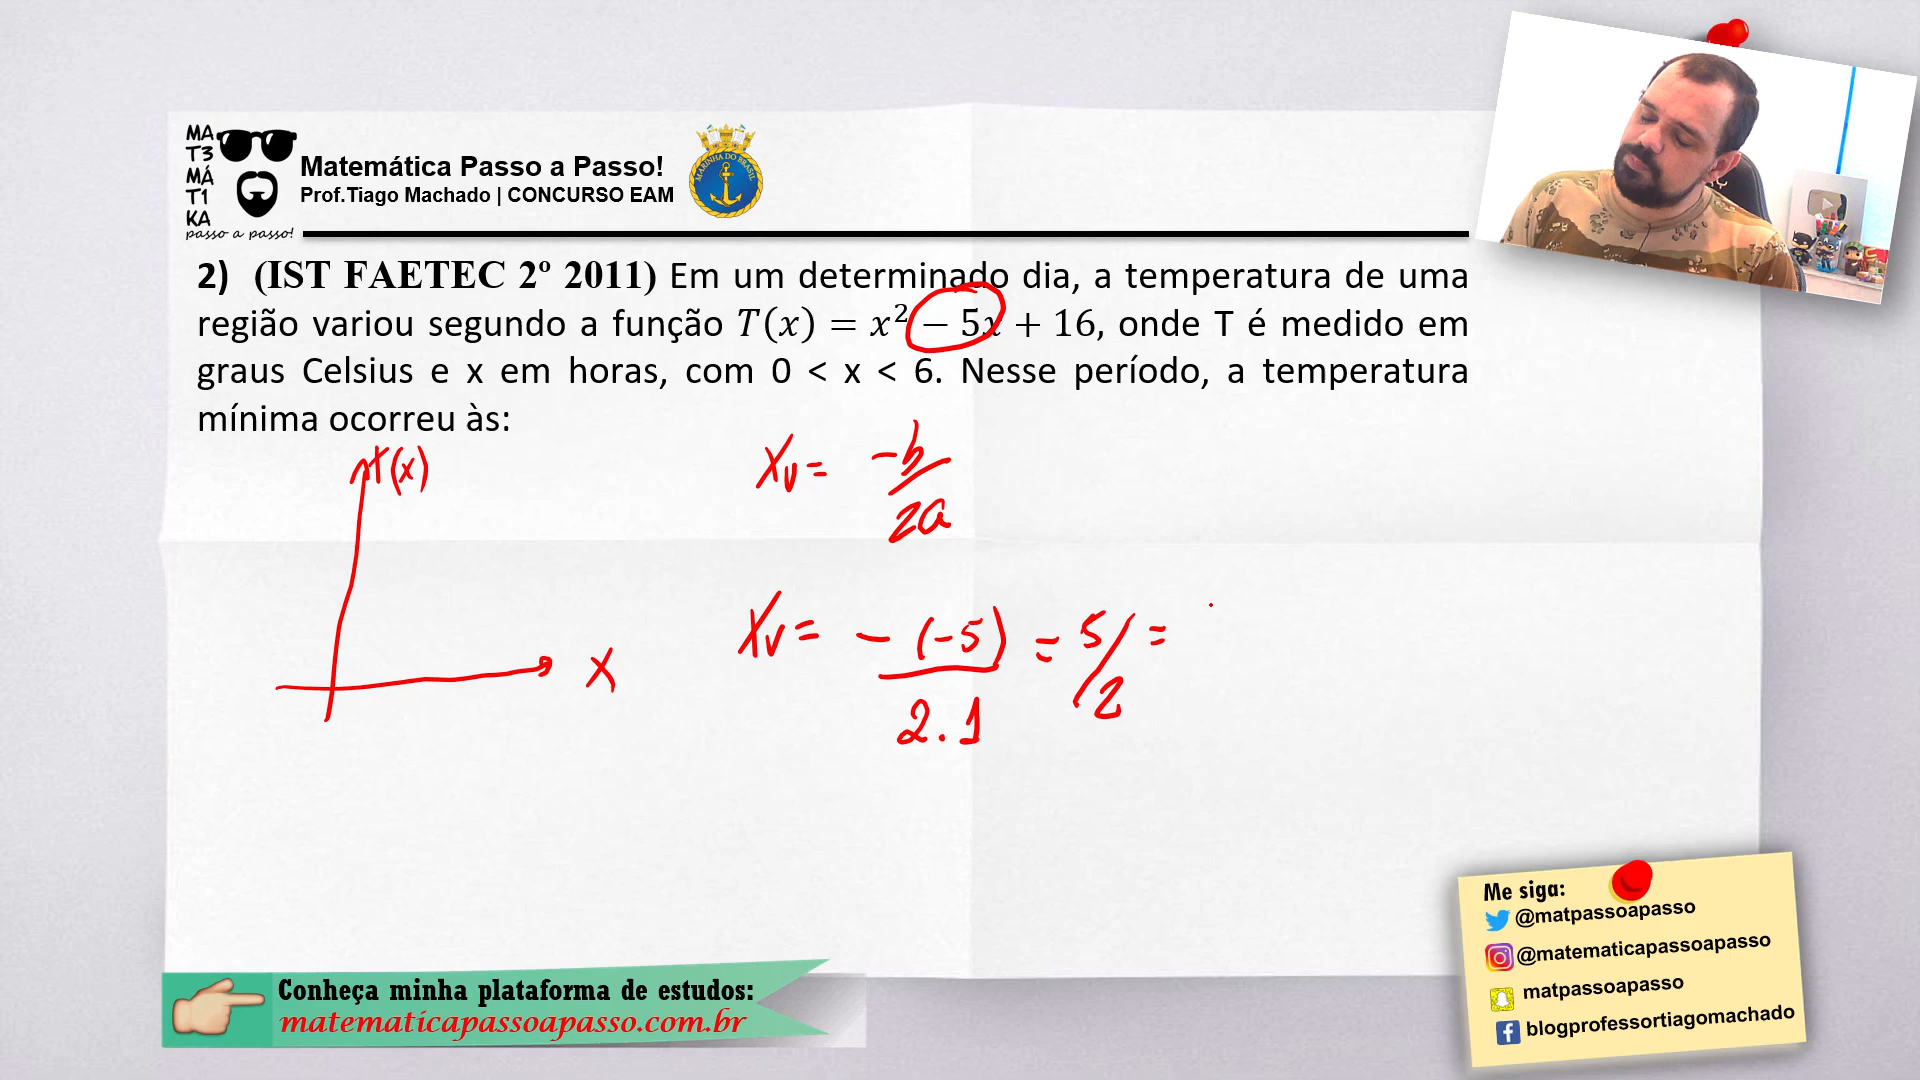 MA
T3
MÁ
T1
KA
passo a passo!
Matemática Passo a Passo!
Prof.Tiago Machado | CONCURSO EAM
MARINHA DO BRASIL
2) (IST FAETEC 2º 2011) Em um determinado dia, a temperatura de uma
região variou segundo a função T(x) = x² − 5x + 16, onde T é medido em
graus Celsius e x em horas, com 0 < x < 6. Nesse período, a temperatura
mínima ocorreu às:
T(x)
x
Xv = -b/2a
Xv = -(-5)/2.1 = 5/2 =
Conheça minha plataforma de estudos:
matematicapassoapasso.com.br
Me siga:
@matpassoapasso
@matematicapassoapasso
matpassoapasso
blogprofessortiagomachado